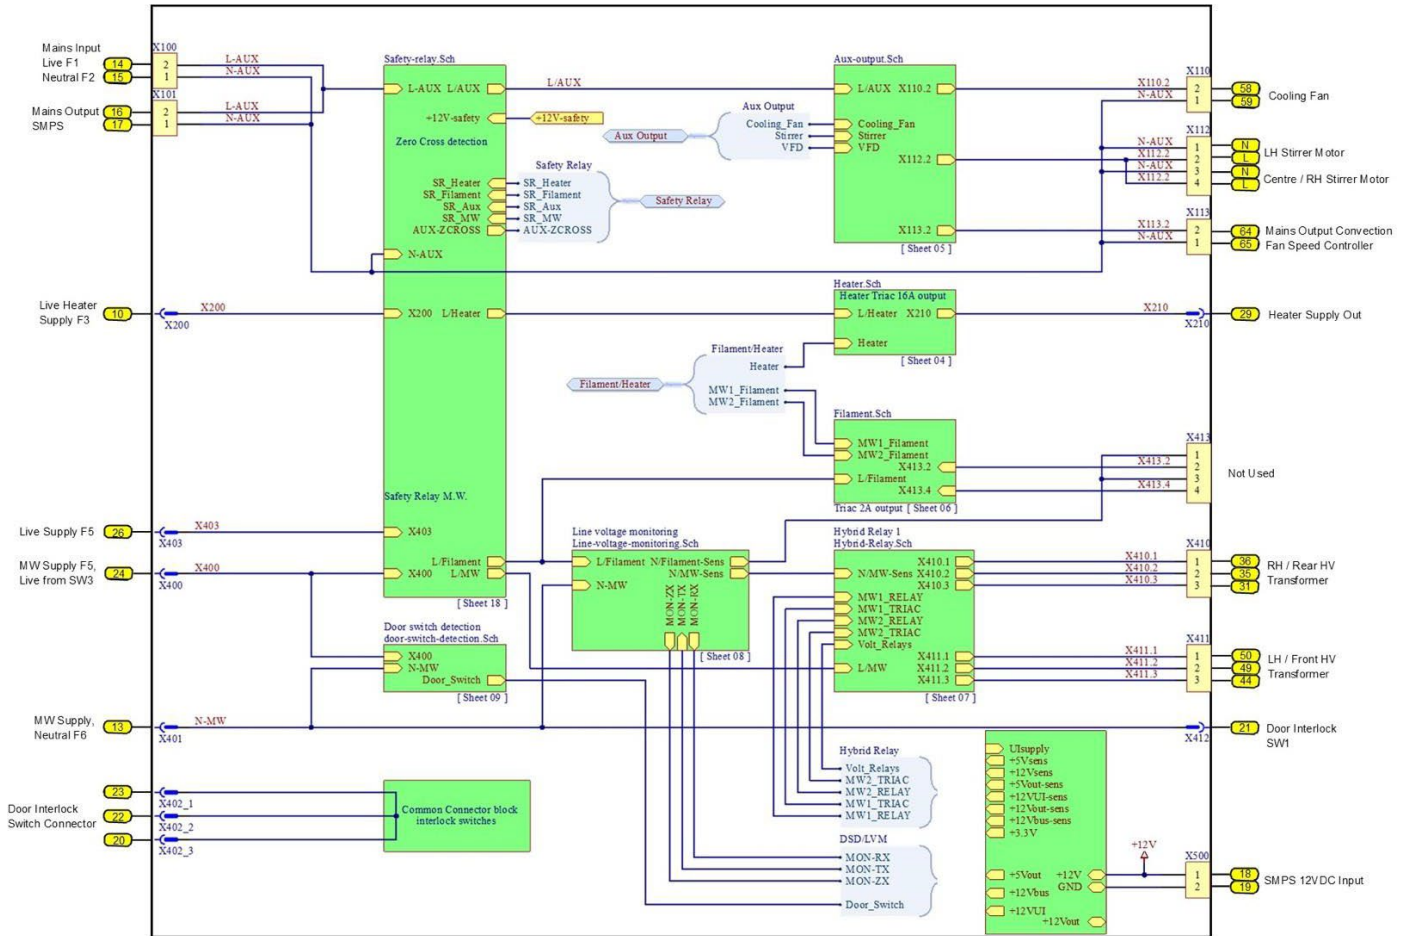 Mains Input
Live F1
Neutral F2
14
15
X100
2
1
L-AUX
N-AUX
Mains Output
SMPS
16
17
X101
2
1
L-AUX
N-AUX
Safety-relay.Sch
L-AUX L/AUX
+12V-safety
Zero Cross detection
SR_Heater
SR_Filament
SR_Aux
SR_MW
AUX-ZCROSS
N-AUX
X200 L/Heater
Safety Relay M.W.
X403
L/Filament
X400 L/MW
[ Sheet 18 ]
L/AUX
+12V-safety
Safety Relay
SR_Heater
SR_Filament
SR_Aux
SR_MW
AUX-ZCROSS
Safety Relay
Aux Output
Aux Output
Cooling_Fan
Stirrer
VFD
Aux-output.Sch
L/AUX X110.2
Cooling_Fan
Stirrer
VFD
X112.2
X113.2
[ Sheet 05 ]
X110.2
N-AUX
X110
2
1
58
59
Cooling Fan
N-AUX
X112.2
N-AUX
X112.2
X112
1
2
3
4
N
L
N
L
LH Stirrer Motor
Centre / RH Stirrer Motor
X113.2
N-AUX
X113
2
1
64
65
Mains Output Convection
Fan Speed Controller
Live Heater
Supply F3
10
X200
X200
Heater.Sch
Heater Triac 16A output
L/Heater X210
Heater
[ Sheet 04 ]
X210
X210
29
Heater Supply Out
Filament/Heater
Filament/Heater
Heater
MW1_Filament
MW2_Filament
Filament.Sch
MW1_Filament
MW2_Filament
X413.2
L/Filament
X413.4
Triac 2A output [ Sheet 06 ]
X413.2
X413.4
X413
1
2
3
4
Not Used
Live Supply F5
26
X403
X403
MW Supply F5,
Live from SW3
24
X400
X400
Line voltage monitoring
Line-voltage-monitoring.Sch
L/Filament N/Filament-Sens
N/MW-Sens
N-MW
MON-ZX
MON-TX
MON-RX
[ Sheet 08 ]
Hybrid Relay 1
Hybrid-Relay.Sch
X410.1
N/MW-Sens X410.2
X410.3
MW1_RELAY
MW1_TRIAC
MW2_RELAY
MW2_TRIAC
Volt_Relays
X411.1
L/MW X411.2
X411.3
[ Sheet 07 ]
X410.1
X410.2
X410.3
X410
1
2
3
36
35
31
RH / Rear HV
Transformer
X411.1
X411.2
X411.3
X411
1
2
3
50
49
44
LH / Front HV
Transformer
Door switch detection
door-switch-detection.Sch
X400
N-MW
Door_Switch
[ Sheet 09 ]
MW Supply,
Neutral F6
13
N-MW
X401
X412
21
Door Interlock
SW1
Door Interlock
Switch Connector
23
22
20
X402_1
X402_2
X402_3
Common Connector block
interlock switches
Hybrid Relay
Volt_Relays
MW2_TRIAC
MW2_RELAY
MW1_TRIAC
MW1_RELAY
DSD/LVM
MON-RX
MON-TX
MON-ZX
Door_Switch
UIsupply
+5Vsens
+12Vsens
+5Vout-sens
+12VUI-sens
+12Vout-sens
+12Vbus-sens
+3.3V
+5Vout +12V
GND
+12Vbus
+12VUI
+12Vout
+12V
X500
1
2
18
19
SMPS 12VDC Input